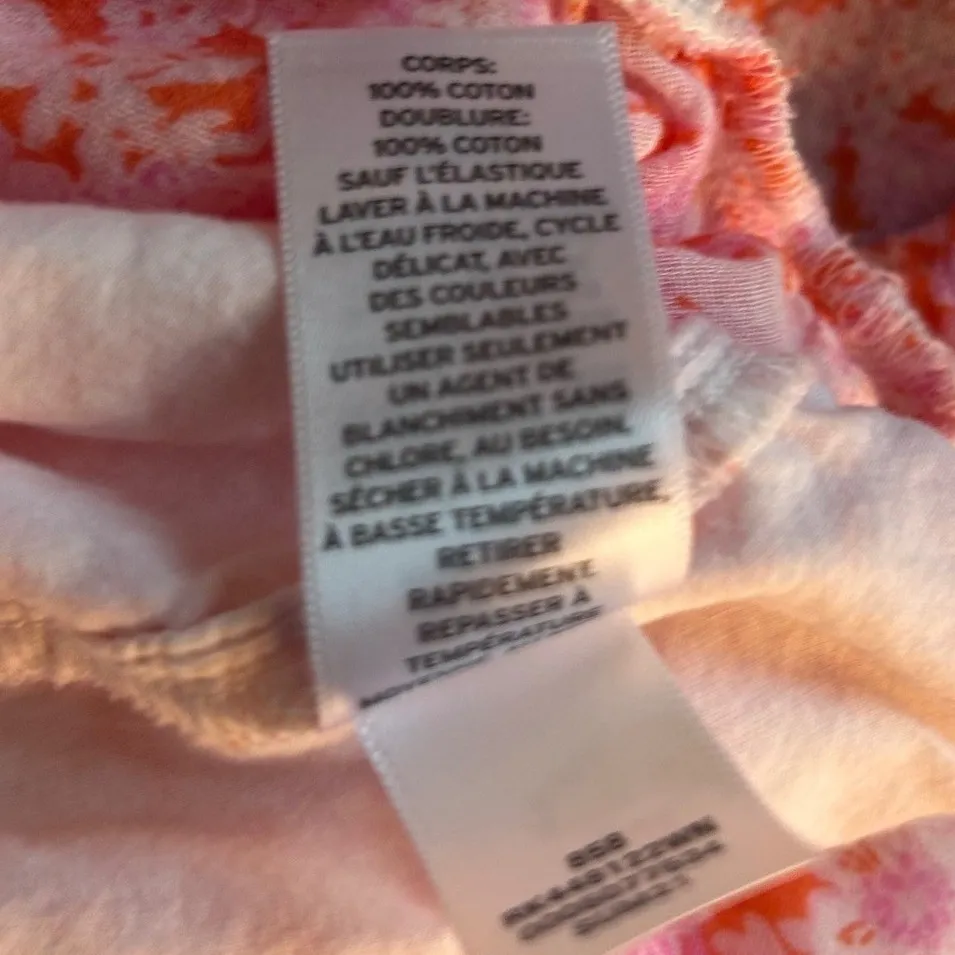 CORPS:
100% COTON
DOUBLURE:
100% COTON
SAUF L'ÉLASTIQUE
LAVER À LA MACHINE
À L'EAU FROIDE, CYCLE
DÉLICAT, AVEC
DES COULEURS
SEMBLABLES
UTILISER SEULEMENT
UN AGENT DE
BLANCHIMENT SANS
CHLORE, AU BESOIN.
SÉCHER À LA MACHINE
À BASSE TEMPÉRATURE,
RETIRER
RAPIDEMENT
REPASSER À
TEMPÉRATURE